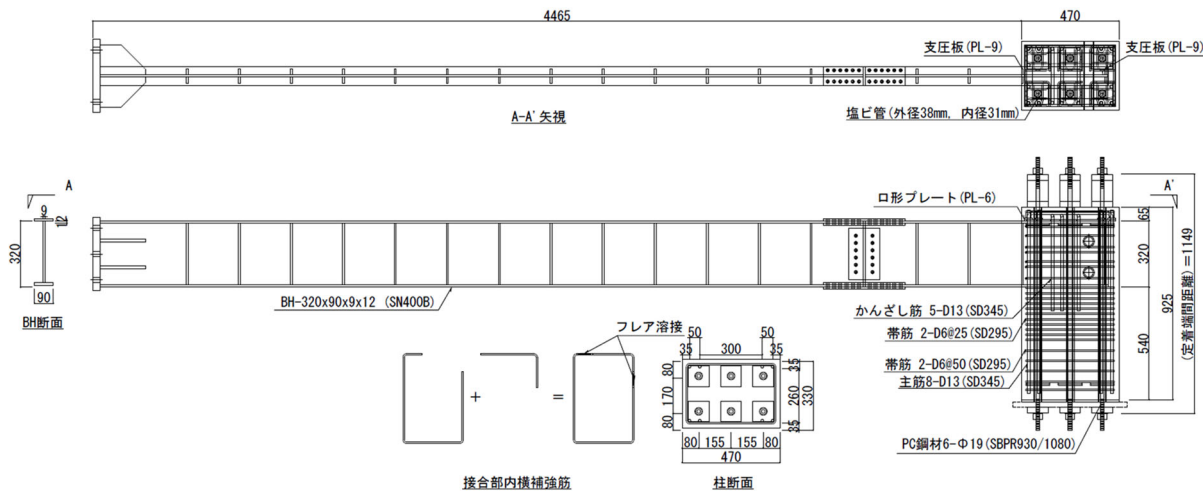 4465
470
支圧板(PL-9)
支圧板(PL-9)
塩ビ管(外径38mm, 内径31mm)
A-A' 矢視
A
A'
9
12
320
90
BH断面
BH-320x90x9x12 (SN400B)
ロ形プレート(PL-6)
65
320
540
925
(定着端間距離)=1149
かんざし筋 5-D13(SD345)
帯筋 2-D6@25(SD295)
帯筋 2-D6@50(SD295)
主筋8-D13(SD345)
PC鋼材6-Φ19(SBPR930/1080)
フレア溶接
+
=
接合部内横補強筋
50
50
35
300
35
80
170
80
35
260
35
330
80
155
155
80
470
柱断面